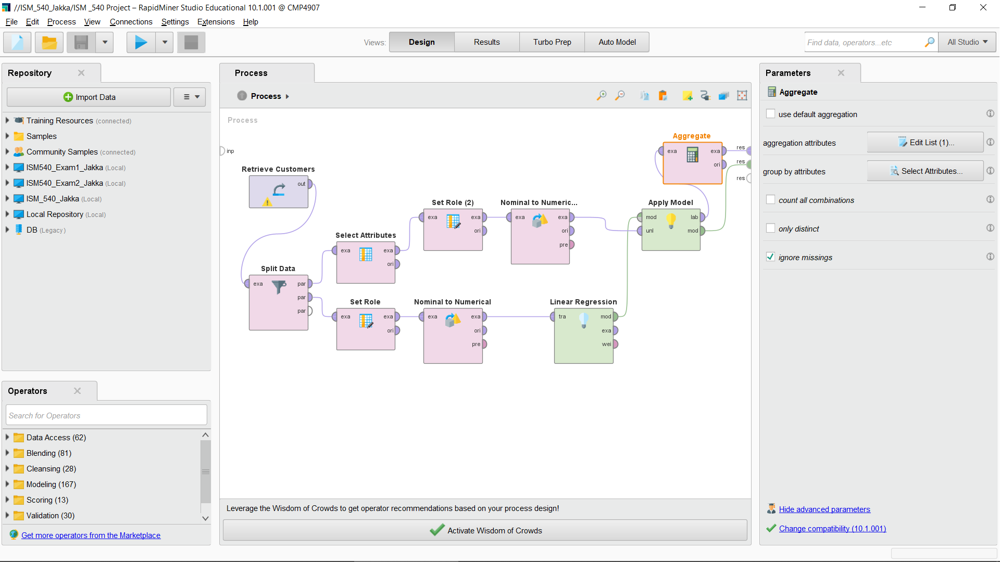 //ISM_540_Jakka/ISM _540 Project – RapidMiner Studio Educational 10.1.001 @ CMP4907
File Edit Process View Connections Settings Extensions Help
Views: Design Results Turbo Prep Auto Model
Find data, operators...etc All Studio
Repository
Import Data
Training Resources (connected)
Samples
Community Samples (connected)
ISM540_Exam1_Jakka (Local)
ISM540_Exam2_Jakka (Local)
ISM_540_Jakka (Local)
Local Repository (Local)
DB (Legacy)
Operators
Search for Operators
Data Access (62)
Blending (81)
Cleansing (28)
Modeling (167)
Scoring (13)
Validation (30)
Get more operators from the Marketplace
Process
Process
Process
inp
Retrieve Customers
out
Split Data
exa par
par
par
Select Attributes
exa exa
ori
Set Role
exa exa
ori
Set Role (2)
exa exa
ori
Nominal to Numerical
exa exa
ori
pre
Nominal to Numeric...
exa exa
ori
pre
Linear Regression
tra mod
exa
wei
Apply Model
mod lab
unl mod
Aggregate
exa exa
ori
res
res
res
Leverage the Wisdom of Crowds to get operator recommendations based on your process design!
Activate Wisdom of Crowds
Parameters
Aggregate
use default aggregation
aggregation attributes Edit List (1)...
group by attributes Select Attributes...
count all combinations
only distinct
ignore missings
Hide advanced parameters
Change compatibility (10.1.001)